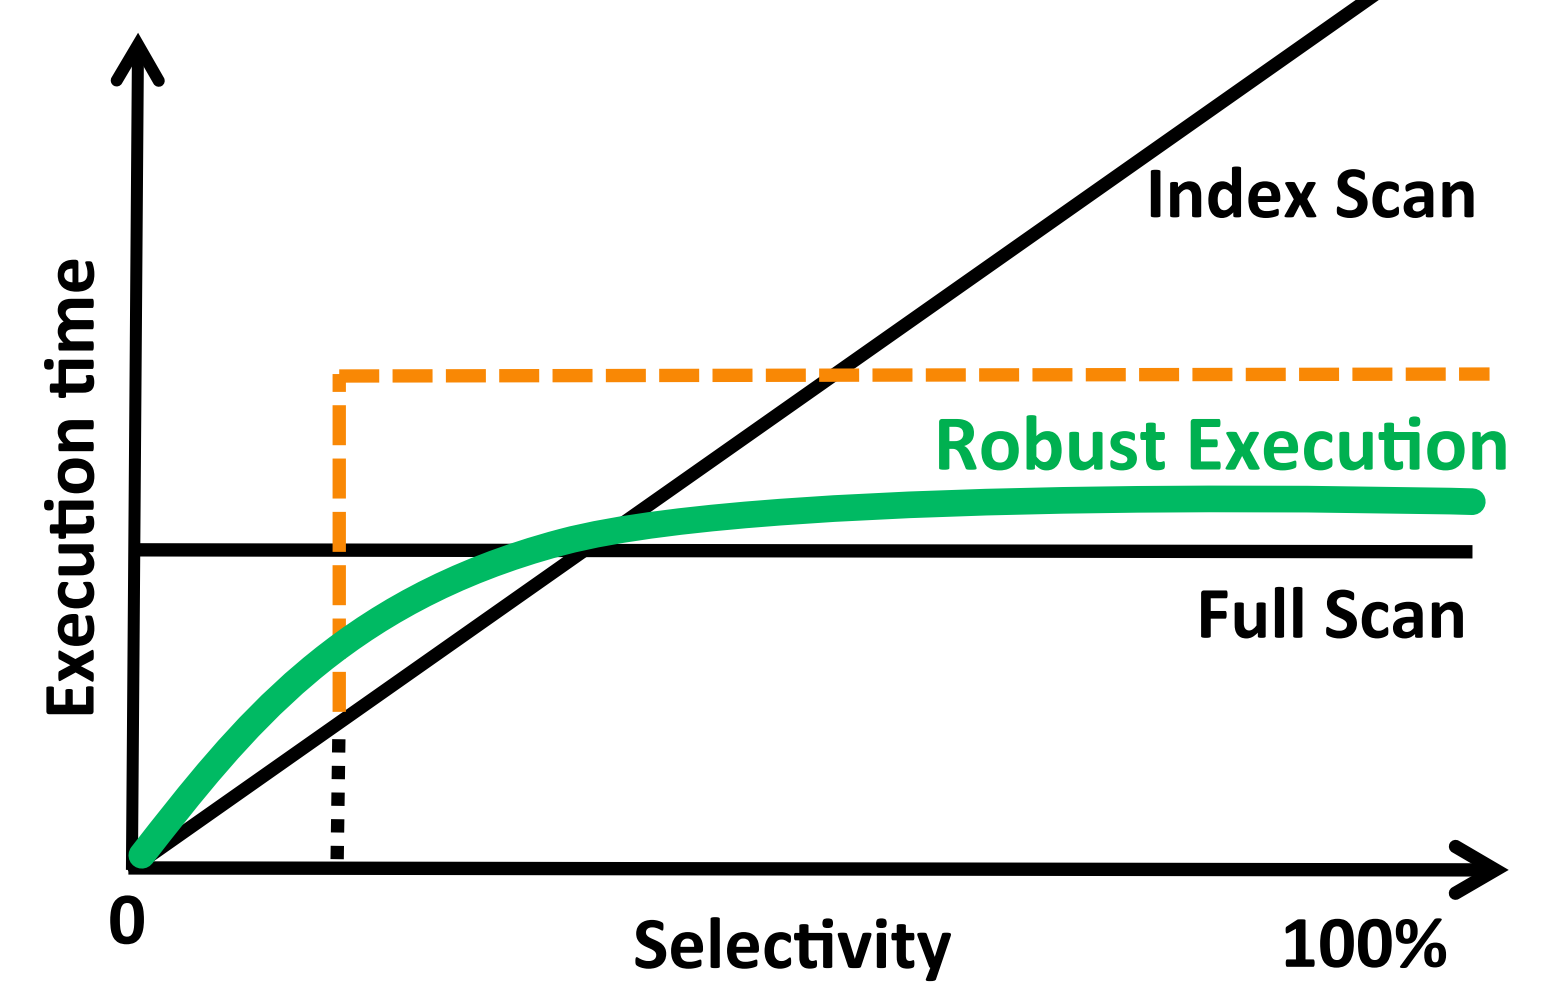 Index Scan
Execution time
Robust Execution
Full Scan
0
Selectivity
100%